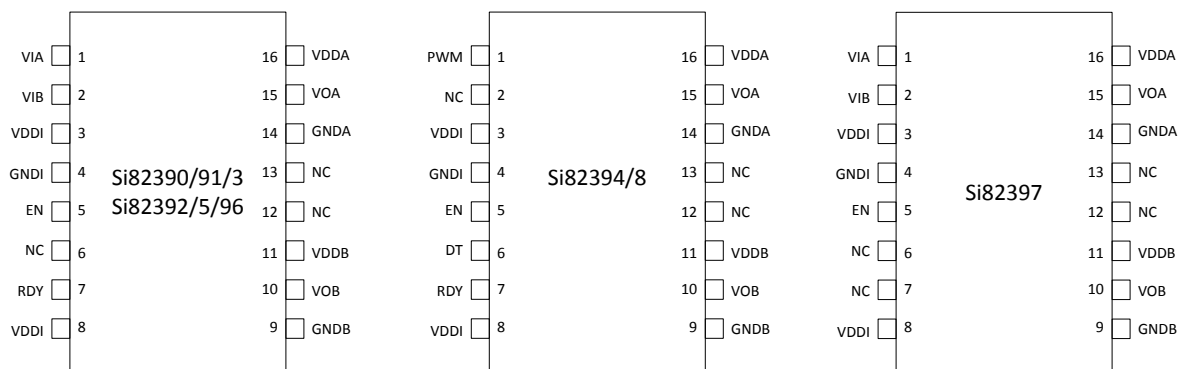 VIA 1 16 VDDA
VIB 2 15 VOA
VDDI 3 14 GNDA
GNDI 4 13 NC
EN 5 12 NC
NC 6 11 VDDB
RDY 7 10 VOB
VDDI 8 9 GNDB
Si82390/91/3
Si82392/5/96
PWM 1 16 VDDA
NC 2 15 VOA
VDDI 3 14 GNDA
GNDI 4 13 NC
EN 5 12 NC
DT 6 11 VDDB
RDY 7 10 VOB
VDDI 8 9 GNDB
Si82394/8
VIA 1 16 VDDA
VIB 2 15 VOA
VDDI 3 14 GNDA
GNDI 4 13 NC
EN 5 12 NC
NC 6 11 VDDB
NC 7 10 VOB
VDDI 8 9 GNDB
Si82397